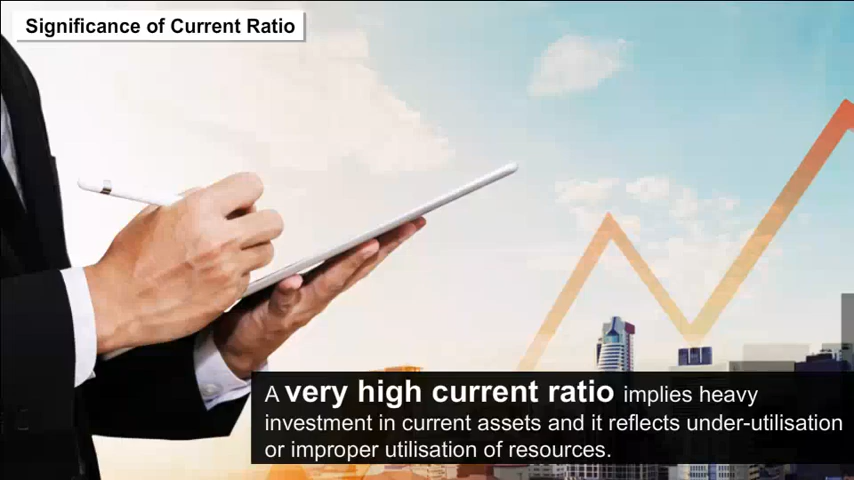 Significance of Current Ratio
A very high current ratio implies heavy
investment in current assets and it reflects under-utilisation
or improper utilisation of resources.